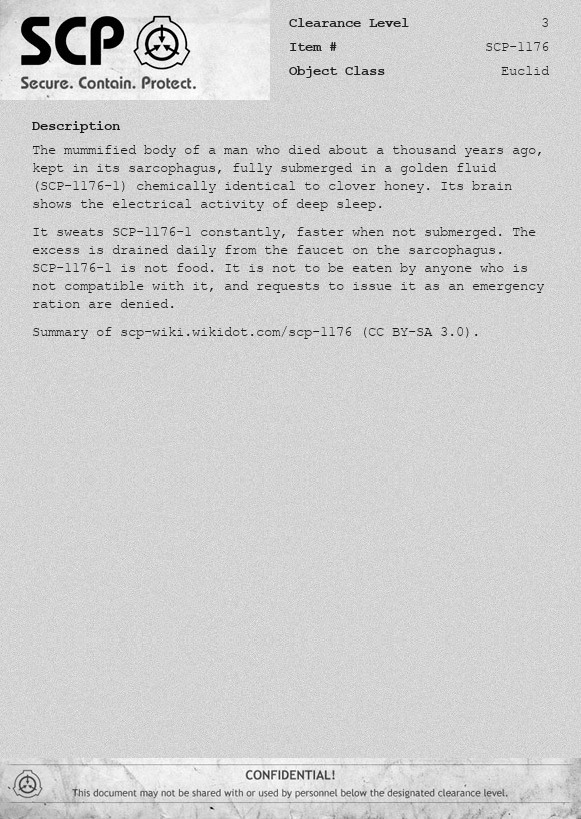 SCP
Secure. Contain. Protect.
Clearance Level 3
Item # SCP-1176
Object Class Euclid
Description
The mummified body of a man who died about a thousand years ago,
kept in its sarcophagus, fully submerged in a golden fluid
(SCP-1176-1) chemically identical to clover honey. Its brain
shows the electrical activity of deep sleep.
It sweats SCP-1176-1 constantly, faster when not submerged. The
excess is drained daily from the faucet on the sarcophagus.
SCP-1176-1 is not food. It is not to be eaten by anyone who is
not compatible with it, and requests to issue it as an emergency
ration are denied.
Summary of scp-wiki.wikidot.com/scp-1176 (CC BY-SA 3.0).
CONFIDENTIAL!
This document may not be shared with or used by personnel below the designated clearance level.